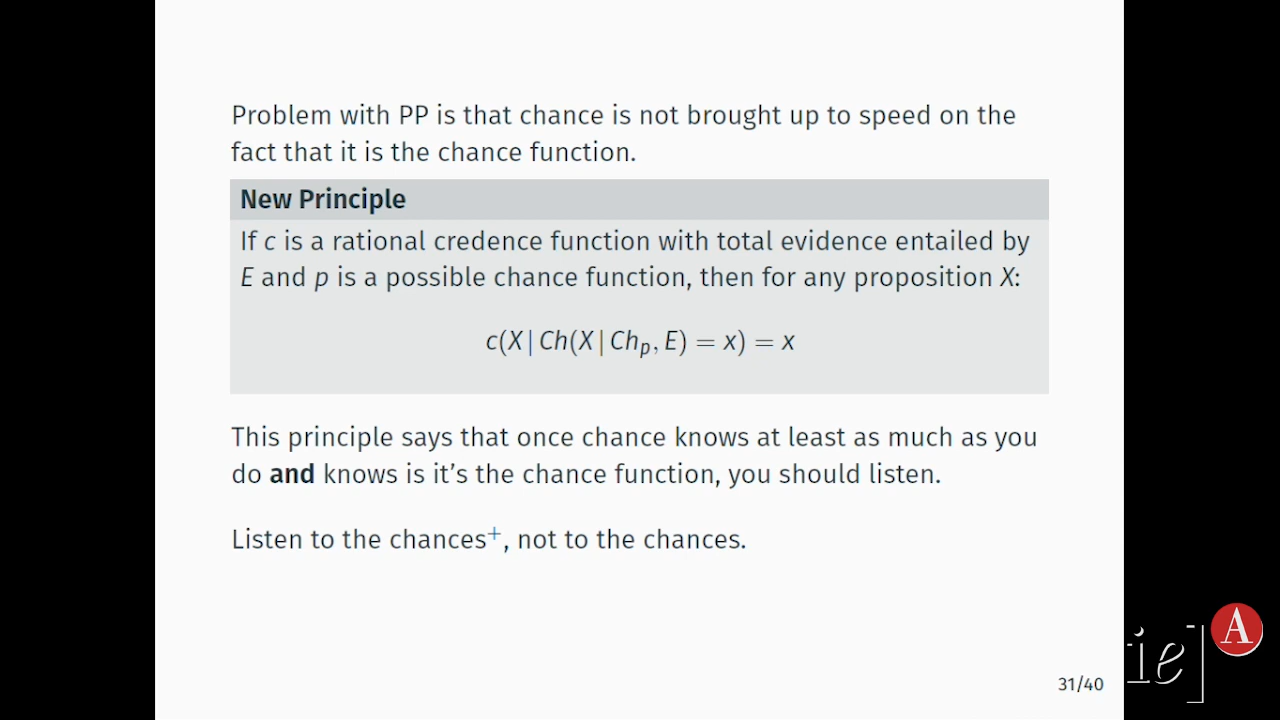 Problem with PP is that chance is not brought up to speed on the
fact that it is the chance function.
New Principle
If c is a rational credence function with total evidence entailed by
E and p is a possible chance function, then for any proposition X:
c(X | Ch(X | Chₚ, E) = x) = x
This principle says that once chance knows at least as much as you
do and knows is it's the chance function, you should listen.
Listen to the chances⁺, not to the chances.
31/40
ie]
A